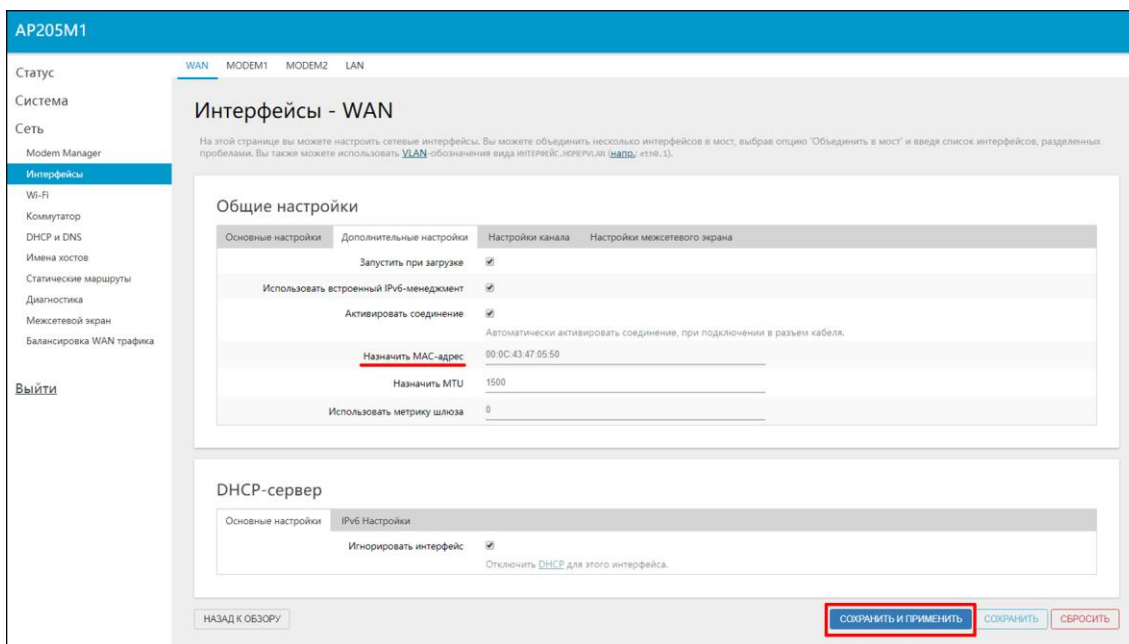 AP205M1
Статус
Система
Сеть
Modem Manager
Интерфейсы
Wi-Fi
Коммутатор
DHCP и DNS
Имена хостов
Статические маршруты
Диагностика
Межсетевой экран
Балансировка WAN трафика
Выйти
WAN MODEM1 MODEM2 LAN
Интерфейсы - WAN
На этой странице вы можете настроить сетевые интерфейсы. Вы можете объединить несколько интерфейсов в мост, выбрав опцию 'Объединить в мост' и введя список интерфейсов, разделенных
пробелами. Вы также можете использовать VLAN-обозначения вида ИНТЕРФЕЙС.НОМЕРVLAN (напр.: eth0.1).
Общие настройки
Основные настройки Дополнительные настройки Настройки канала Настройки межсетевого экрана
Запустить при загрузке
Использовать встроенный IPv6-менеджмент
Активировать соединение
Автоматически активировать соединение, при подключении в разъем кабеля.
Назначить MAC-адрес 00:0C:43:47:05:50
Назначить MTU 1500
Использовать метрику шлюза 0
DHCP-сервер
Основные настройки IPv6 Настройки
Игнорировать интерфейс
Отключить DHCP для этого интерфейса.
НАЗАД К ОБЗОРУ СОХРАНИТЬ И ПРИМЕНИТЬ СОХРАНИТЬ СБРОСИТЬ